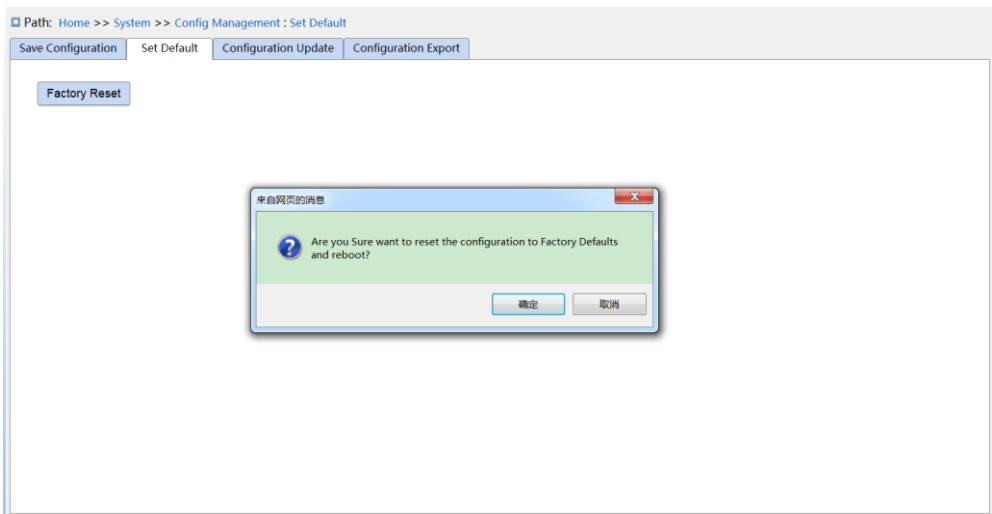 Path: Home >> System >> Config Management : Set Default
Save Configuration Set Default Configuration Update Configuration Export
Factory Reset
来自网页的消息
Are you Sure want to reset the configuration to Factory Defaults
and reboot?
确定 取消